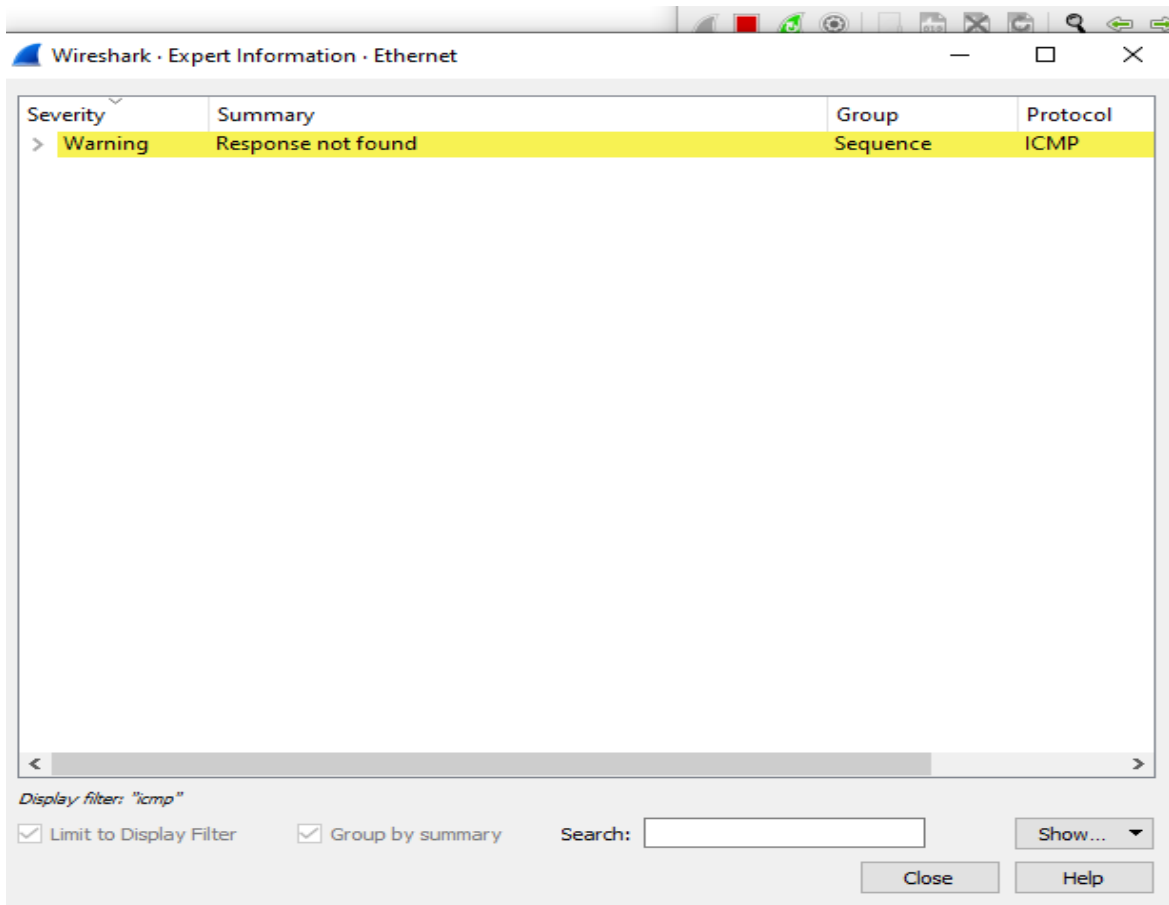 Wireshark · Expert Information · Ethernet
Severity Summary Group Protocol
Warning Response not found Sequence ICMP
Display filter: "icmp"
Limit to Display Filter Group by summary Search: Show...
Close Help